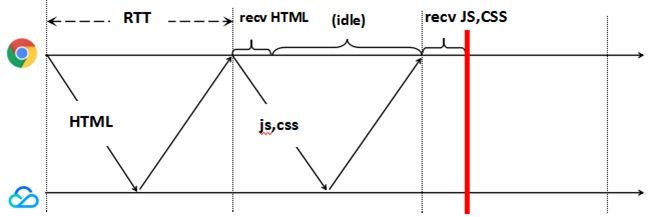 RTT
recv HTML
(idle)
recv JS,CSS
HTML
js,css